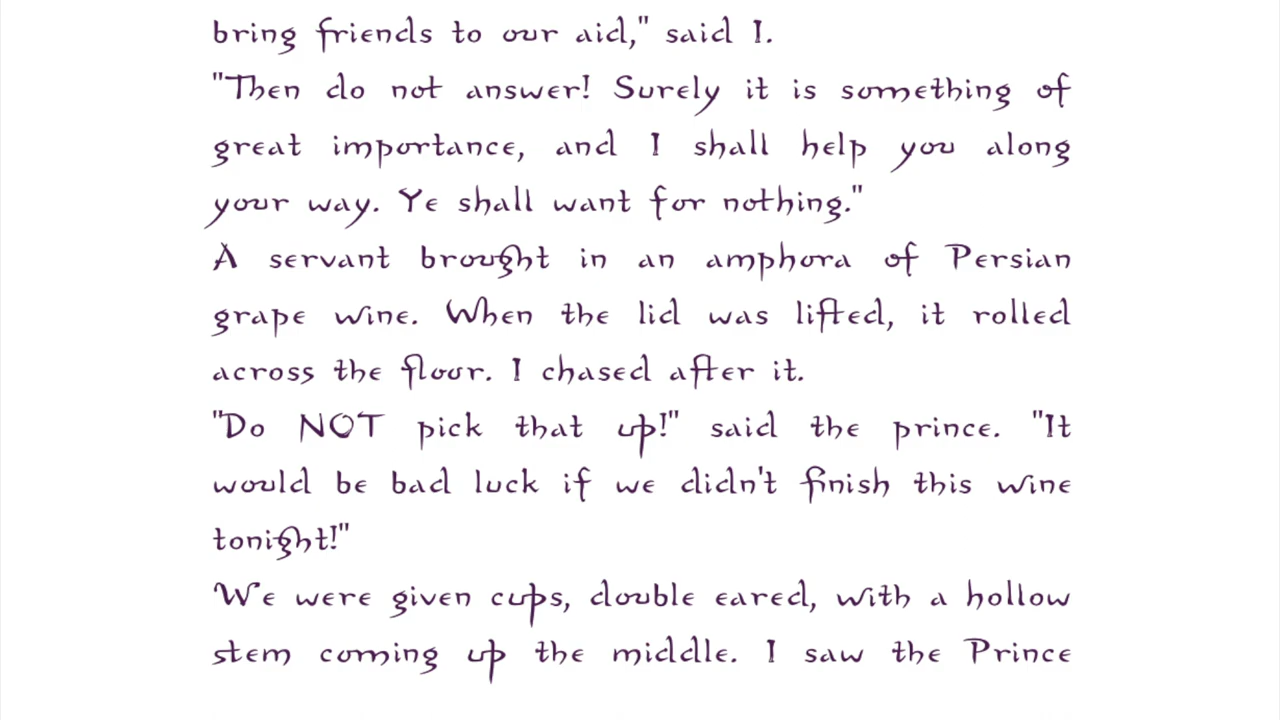 bring friends to our aid," said I.
"Then do not answer! Surely it is something of
great importance, and I shall help you along
your way. Ye shall want for nothing."
A servant brought in an amphora of Persian
grape wine. When the lid was lifted, it rolled
across the floor. I chased after it.
"Do NOT pick that up!" said the prince. "It
would be bad luck if we didn't finish this wine
tonight!"
We were given cups, double eared, with a hollow
stem coming up the middle. I saw the Prince